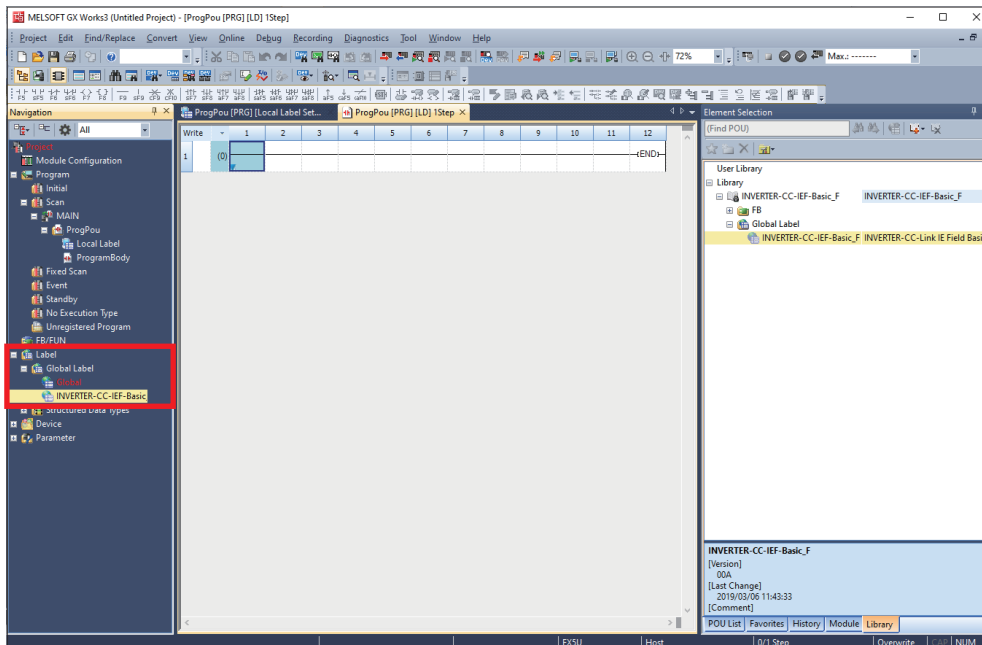 MELSOFT GX Works3 (Untitled Project) - [ProgPou [PRG] [LD] 1Step]
Project Edit Find/Replace Convert View Online Debug Recording Diagnostics Tool Window Help
72%
Max.: -------
Navigation
ProgPou [PRG] [Local Label Set...
ProgPou [PRG] [LD] 1Step
Element Selection
All
(Find POU)
Write 1 2 3 4 5 6 7 8 9 10 11 12
1 (0) END
Project
Module Configuration
Program
Initial
Scan
MAIN
ProgPou
Local Label
ProgramBody
Fixed Scan
Event
Standby
No Execution Type
Unregistered Program
FB/FUN
Label
Global Label
Global
INVERTER-CC-IEF-Basic
Structured Data Types
Device
Parameter
User Library
Library
INVERTER-CC-IEF-Basic_F INVERTER-CC-IEF-Basic_F
FB
Global Label
INVERTER-CC-IEF-Basic_F INVERTER-CC-Link IE Field Basi
INVERTER-CC-IEF-Basic_F
[Version]
00A
[Last Change]
2019/03/06 11:43:33
[Comment]
POU List Favorites History Module Library
FX5U Host 0/1 Step Overwrite CAP NUM